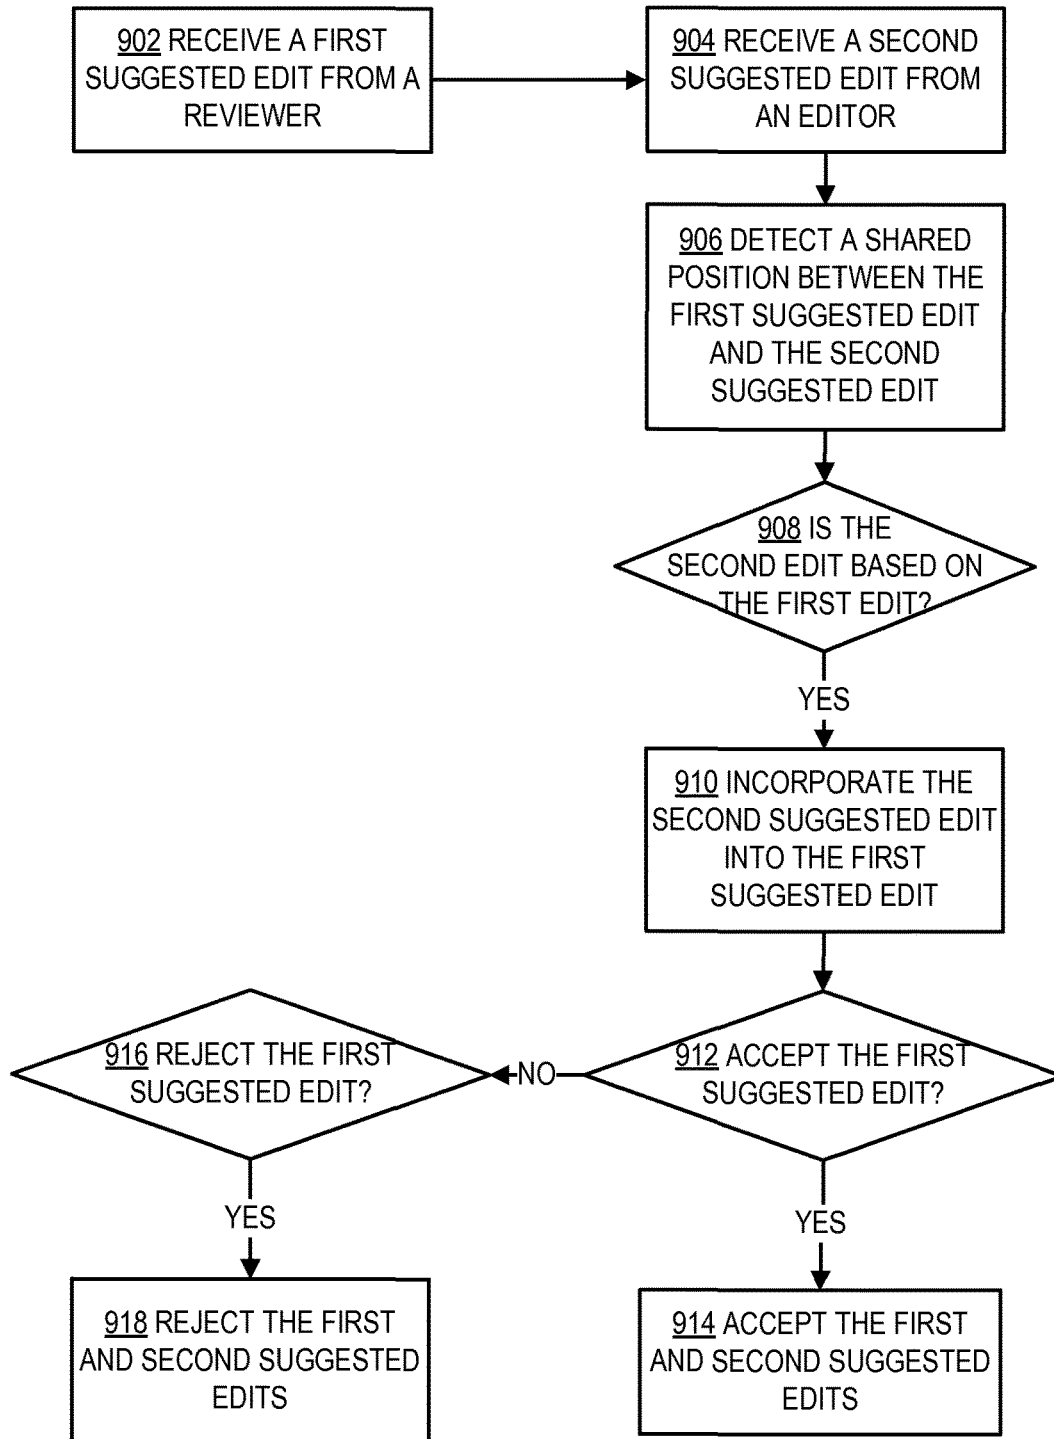 902 RECEIVE A FIRST
SUGGESTED EDIT FROM A
REVIEWER
904 RECEIVE A SECOND
SUGGESTED EDIT FROM
AN EDITOR
906 DETECT A SHARED
POSITION BETWEEN THE
FIRST SUGGESTED EDIT
AND THE SECOND
SUGGESTED EDIT
908 IS THE
SECOND EDIT BASED ON
THE FIRST EDIT?
YES
910 INCORPORATE THE
SECOND SUGGESTED EDIT
INTO THE FIRST
SUGGESTED EDIT
912 ACCEPT THE FIRST
SUGGESTED EDIT?
NO
916 REJECT THE FIRST
SUGGESTED EDIT?
YES
918 REJECT THE FIRST
AND SECOND SUGGESTED
EDITS
YES
914 ACCEPT THE FIRST
AND SECOND SUGGESTED
EDITS